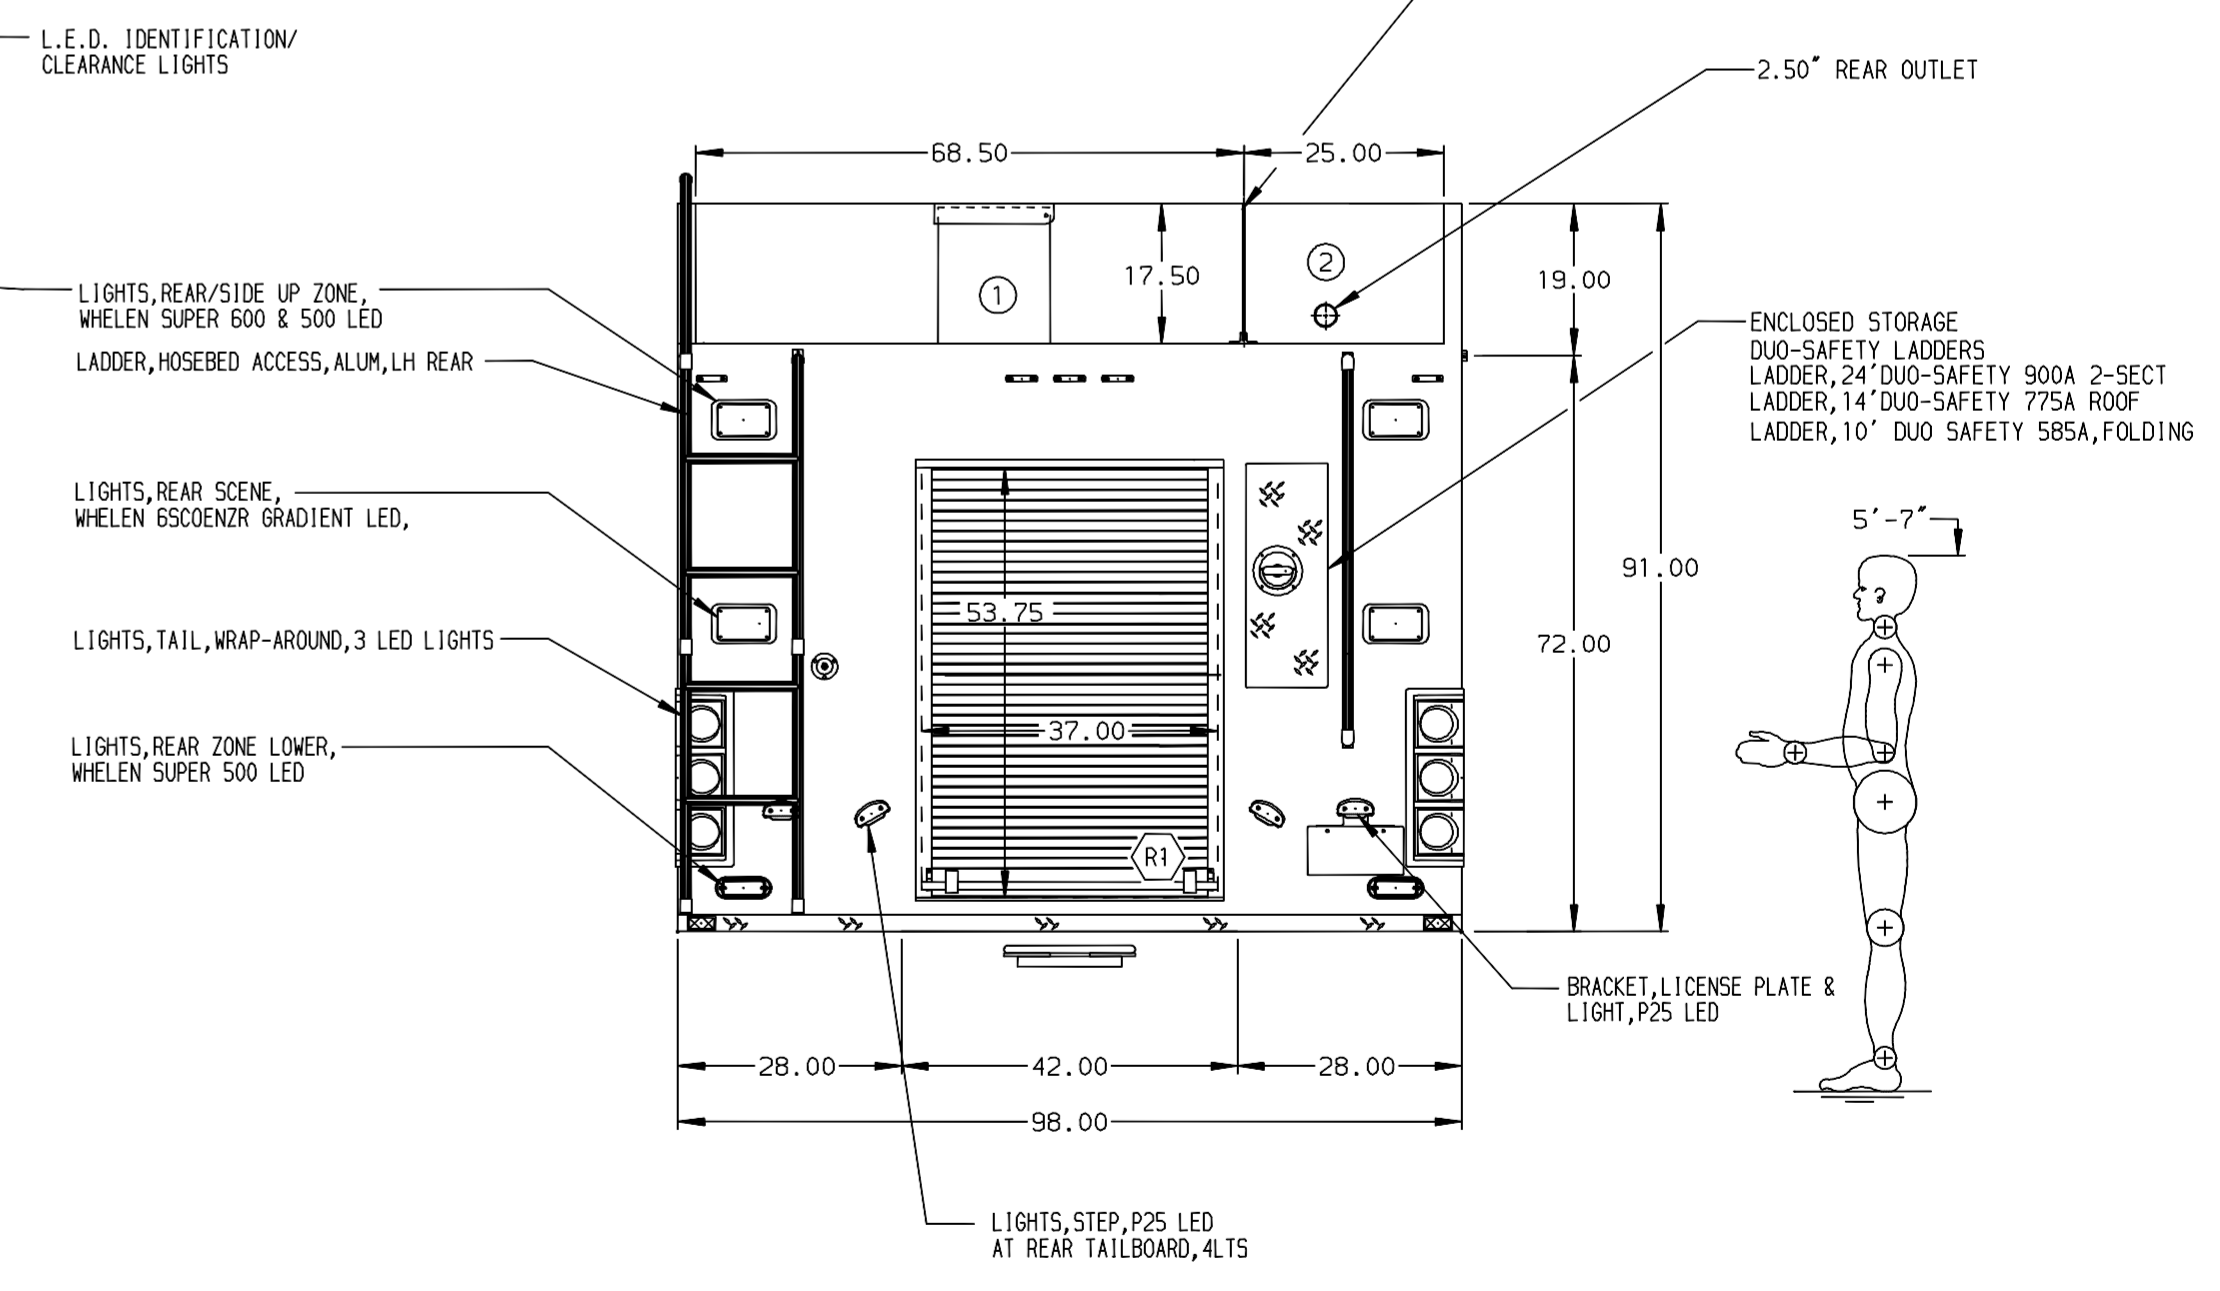 L.E.D. IDENTIFICATION/
CLEARANCE LIGHTS
2.50" REAR OUTLET
68.50
25.00
17.50
19.00
1
2
LIGHTS,REAR/SIDE UP ZONE,
WHELEN SUPER 600 & 500 LED
LADDER,HOSEBED ACCESS,ALUM,LH REAR
ENCLOSED STORAGE
DUO-SAFETY LADDERS
LADDER,24'DUO-SAFETY 900A 2-SECT
LADDER,14'DUO-SAFETY 775A ROOF
LADDER,10' DUO SAFETY 585A,FOLDING
LIGHTS,REAR SCENE,
WHELEN 6SCOENZR GRADIENT LED,
5'-7"
91.00
53.75
72.00
LIGHTS,TAIL,WRAP-AROUND,3 LED LIGHTS
37.00
LIGHTS,REAR ZONE LOWER,
WHELEN SUPER 500 LED
R1
BRACKET,LICENSE PLATE &
LIGHT,P25 LED
28.00
42.00
28.00
98.00
LIGHTS,STEP,P25 LED
AT REAR TAILBOARD,4LTS